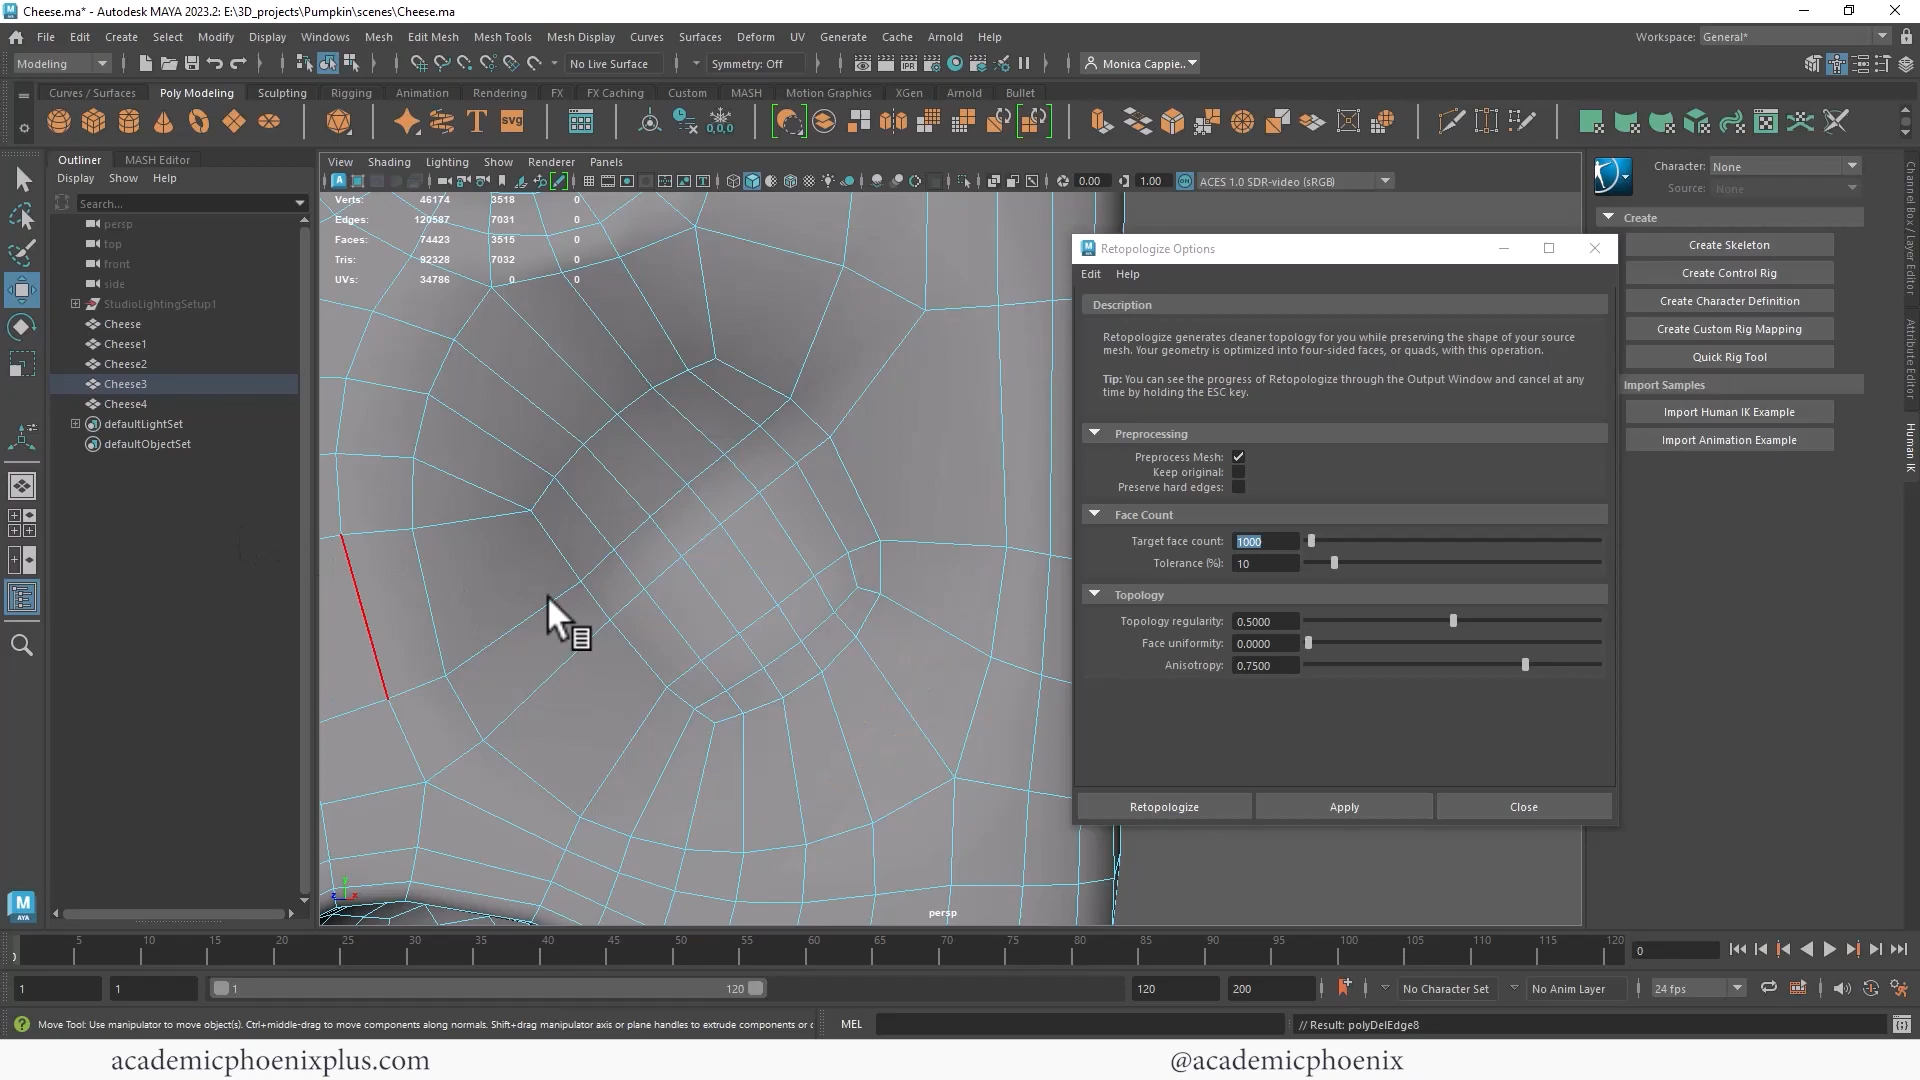 Cheese.ma* - Autodesk MAYA 2023.2: E:\3D_projects\Pumpkin\scenes\Cheese.ma
File Edit Create Select Modify Display Windows Mesh Edit Mesh Mesh Tools Mesh Display Curves Surfaces Deform UV Generate Cache Arnold Help
Workspace: General*
Modeling
No Live Surface
Symmetry: Off
Monica Cappie..
Curves / Surfaces Poly Modeling Sculpting Rigging Animation Rendering FX FX Caching Custom MASH Motion Graphics XGen Arnold Bullet
SVG
0,0,0
Outliner MASH Editor
Display Show Help
Search...
persp
top
front
side
StudioLightingSetup1
Cheese
Cheese1
Cheese2
Cheese3
Cheese4
defaultLightSet
defaultObjectSet
View Shading Lighting Show Renderer Panels
0.00 1.00 ACES 1.0 SDR-video (sRGB)
Verts: 46174 3518 0
Edges: 120587 7031 0
Faces: 74423 3515 0
Tris: 92328 7032 0
UVs: 34786 0 0
persp
Retopologize Options
Edit Help
Description
Retopologize generates cleaner topology for you while preserving the shape of your source
mesh. Your geometry is optimized into four-sided faces, or quads, with this operation.
Tip: You can see the progress of Retopologize through the Output Window and cancel at any
time by holding the ESC key.
Preprocessing
Preprocess Mesh:
Keep original:
Preserve hard edges:
Face Count
Target face count: 1000
Tolerance (%): 10
Topology
Topology regularity: 0.5000
Face uniformity: 0.0000
Anisotropy: 0.7500
Retopologize Apply Close
Character: None
Source: None
Create
Create Skeleton
Create Control Rig
Create Character Definition
Create Custom Rig Mapping
Quick Rig Tool
Import Samples
Import Human IK Example
Import Animation Example
Channel Box / Layer Editor
Attribute Editor
Human IK
M
AYA
5 10 15 20 25 30 35 40 45 50 55 60 65 70 75 80 85 90 95 100 105 110 115 120
0
1 1 1 120 120 200 No Character Set No Anim Layer 24 fps
Move Tool: Use manipulator to move object(s). Ctrl+middle-drag to move components along normals. Shift+drag manipulator axis or plane handles to extrude components or c
MEL
// Result: polyDelEdge8
academicphoenixplus.com
@academicphoenix